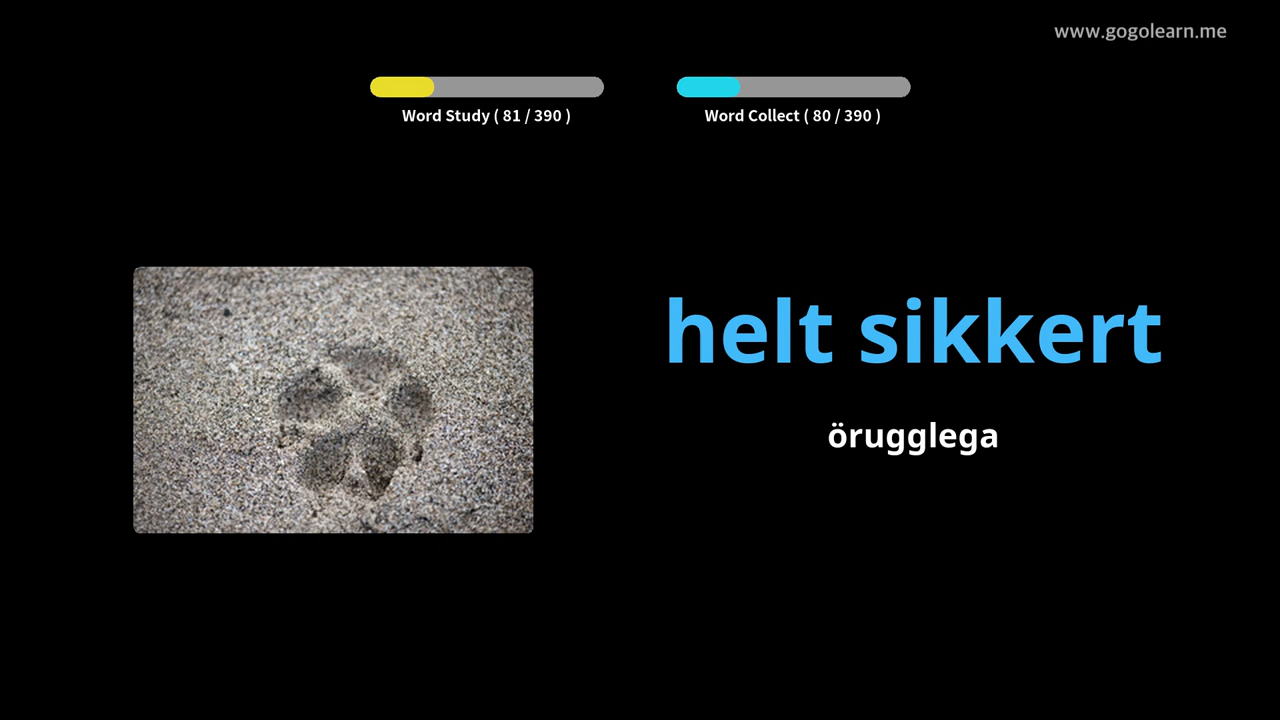 www.gogolearn.me
Word Study ( 81 / 390 )
Word Collect ( 80 / 390 )
helt sikkert
örugglega